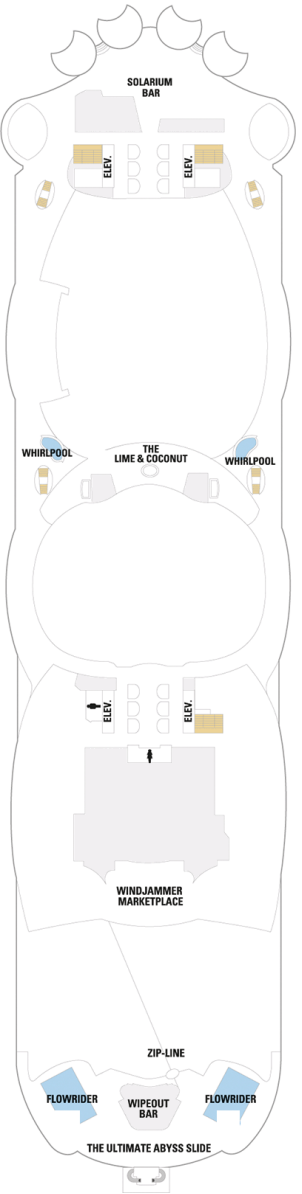 SOLARIUM
BAR
ELEV.
ELEV.
WHIRLPOOL
THE
LIME & COCONUT
WHIRLPOOL
ELEV.
ELEV.
WINDJAMMER
MARKETPLACE
ZIP-LINE
FLOWRIDER
WIPEOUT
BAR
FLOWRIDER
THE ULTIMATE ABYSS SLIDE